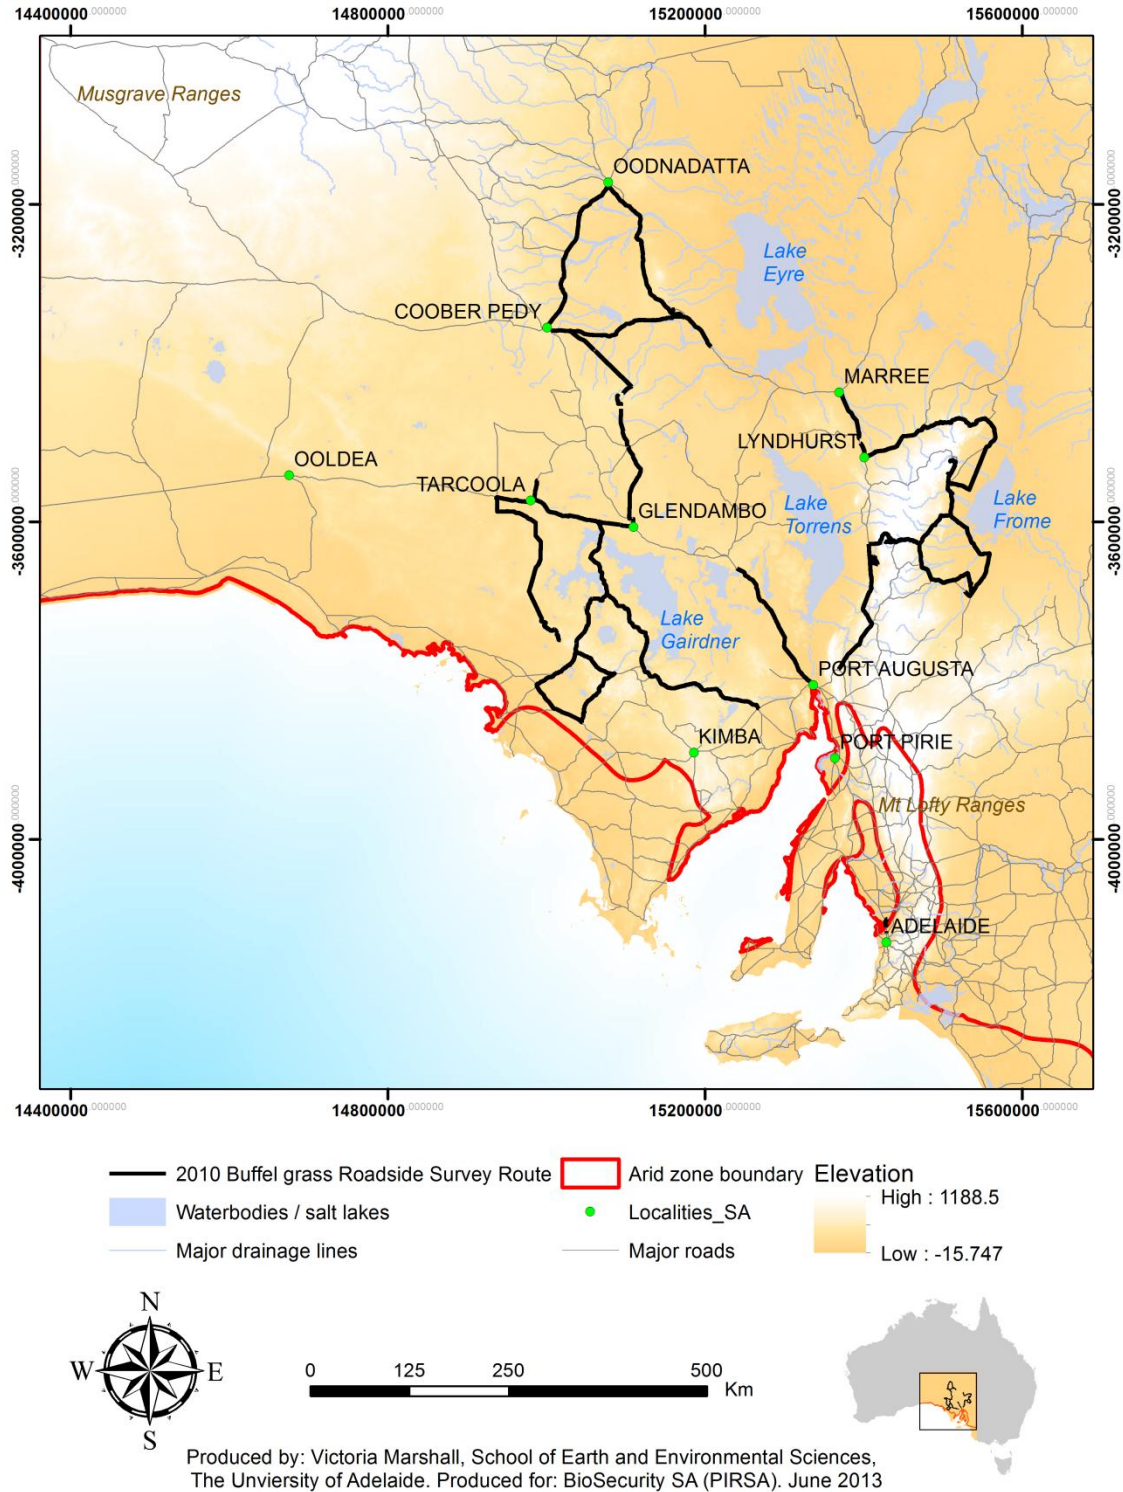 14400000.000000 14800000.000000 15200000.000000 15600000.000000
Musgrave Ranges
OODNADATTA
-3200000.000000
-3200000.000000
Lake
Eyre
COOBER PEDY
MARREE
LYNDHURST
OOLDEA
TARCOOLA
GLENDAMBO
Lake
Torrens
Lake
Frome
-3600000.000000
-3600000.000000
Lake
Gairdner
PORT AUGUSTA
KIMBA
PORT PIRIE
Mt Lofty Ranges
-4000000.000000
-4000000.000000
ADELAIDE
14400000.000000 14800000.000000 15200000.000000 15600000.000000
2010 Buffel grass Roadside Survey Route
Arid zone boundary
Elevation
High : 1188.5
Waterbodies / salt lakes
Localities_SA
Major drainage lines
Major roads
Low : -15.747
N
W E
S
0 125 250 500
Km
Produced by: Victoria Marshall, School of Earth and Environmental Sciences,
The Unviersity of Adelaide. Produced for: BioSecurity SA (PIRSA). June 2013